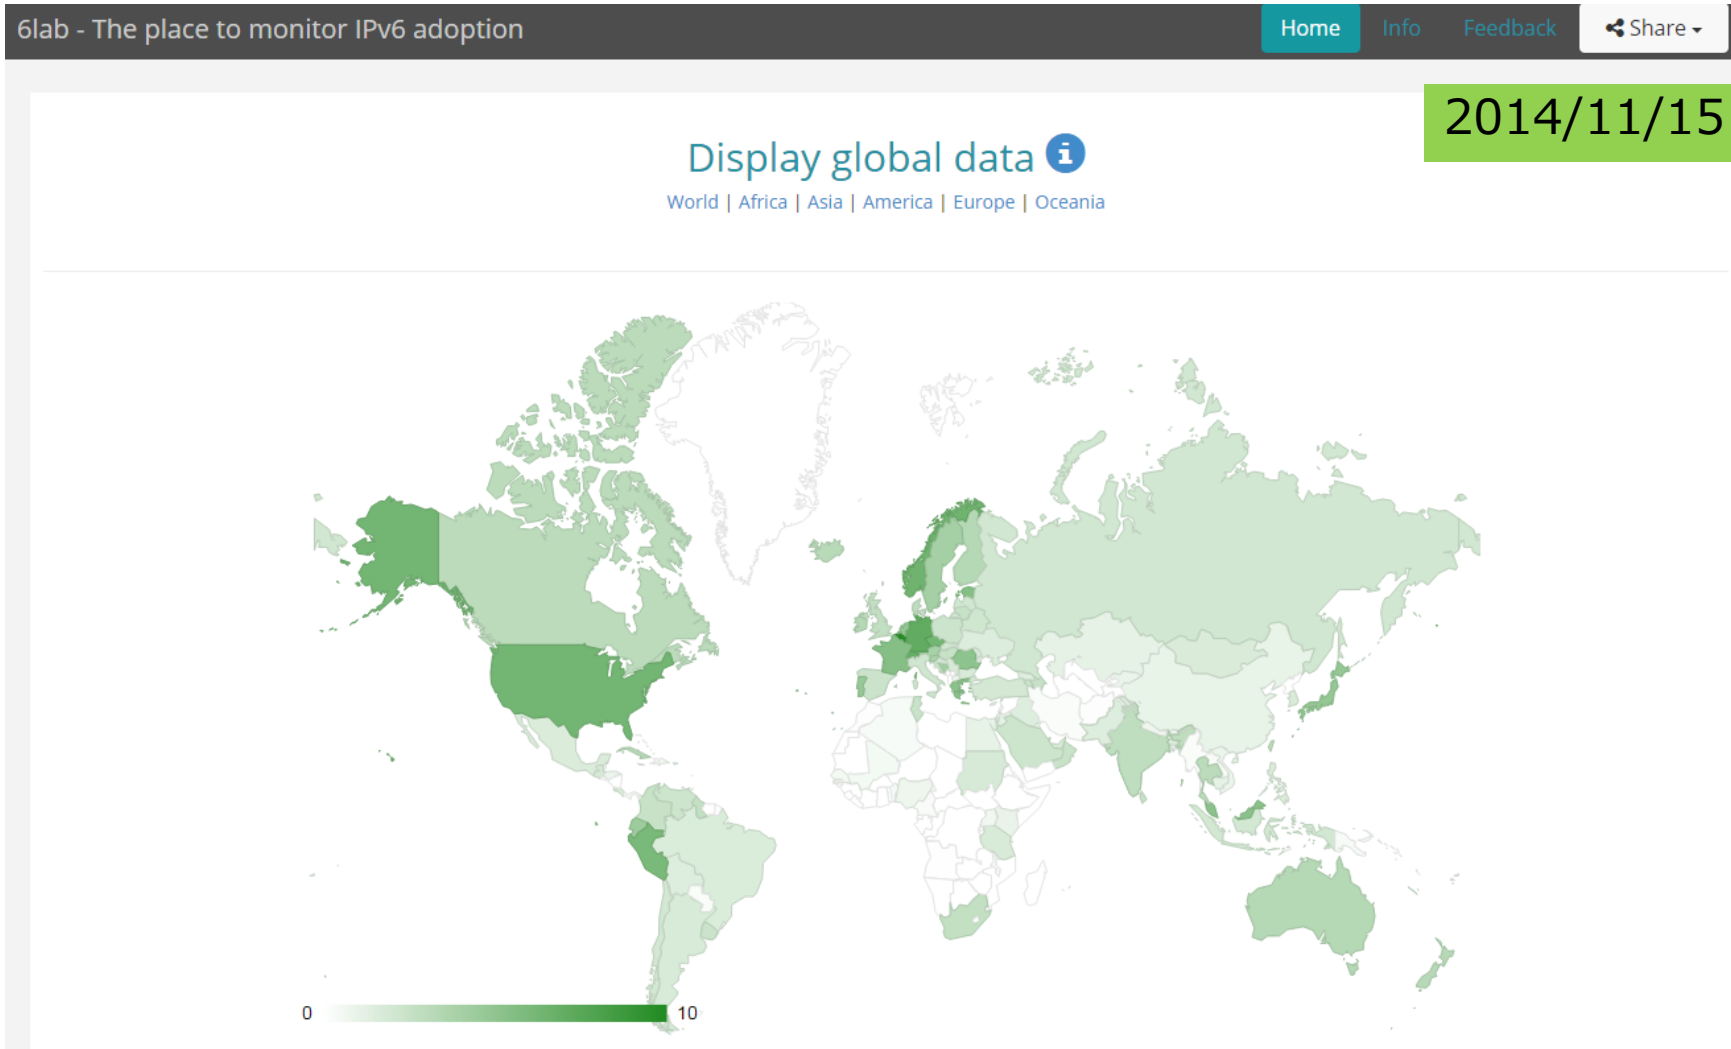 6lab - The place to monitor IPv6 adoption
Home Info Feedback Share
2014/11/15
Display global data
World | Africa | Asia | America | Europe | Oceania
0 10